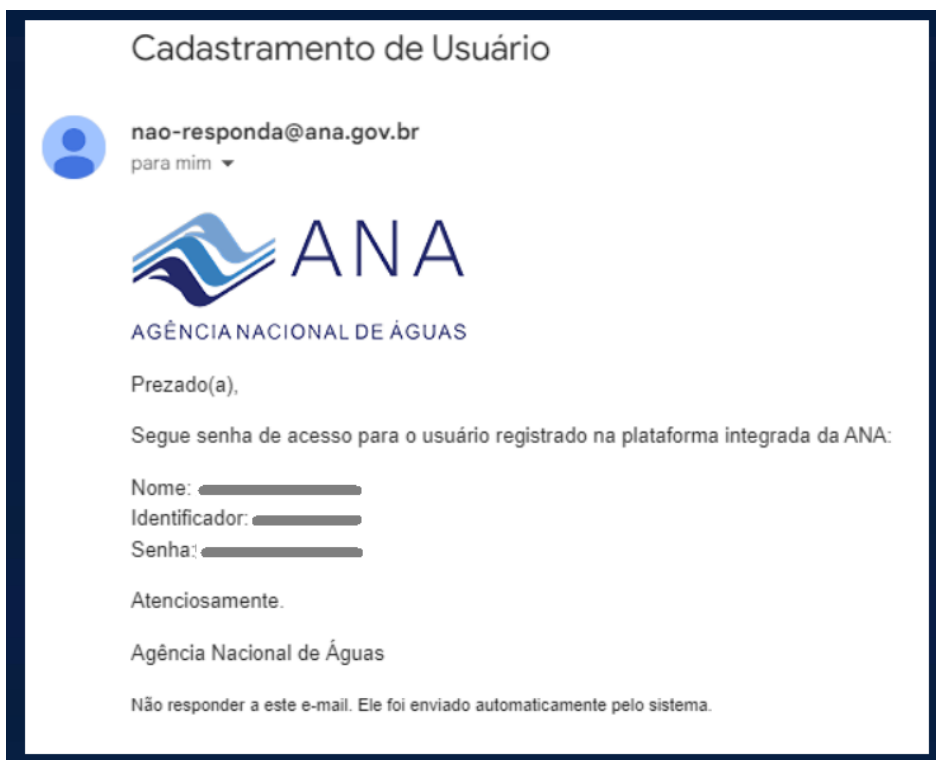 Cadastramento de Usuário
nao-responda@ana.gov.br
para mim
ANA
AGÊNCIA NACIONAL DE ÁGUAS
Prezado(a),
Segue senha de acesso para o usuário registrado na plataforma integrada da ANA:
Nome:
Identificador:
Senha:
Atenciosamente.
Agência Nacional de Águas
Não responder a este e-mail. Ele foi enviado automaticamente pelo sistema.